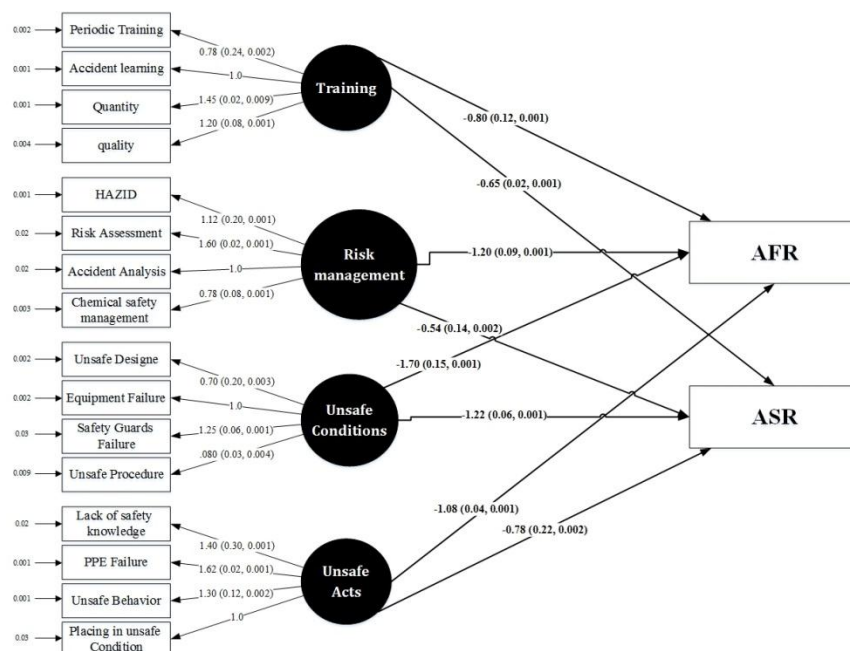 0.002
Periodic Training
0.78 (0.24, 0.002)
0.001
Accident learning
1.0
0.001
Quantity
1.45 (0.02, 0.009)
0.004
quality
1.20 (0.08, 0.001)
Training
-0.80 (0.12, 0.001)
-0.65 (0.02, 0.001)
0.001
HAZID
1.12 (0.20, 0.001)
0.02
Risk Assessment
1.60 (0.02, 0.001)
0.02
Accident Analysis
1.0
0.003
Chemical safety
management
0.78 (0.08, 0.001)
Risk
management
-1.20 (0.09, 0.001)
-0.54 (0.14, 0.002)
AFR
0.002
Unsafe Designe
0.70 (0.20, 0.003)
0.002
Equipment Failure
1.0
0.03
Safety Guards
Failure
1.25 (0.06, 0.001)
0.009
Unsafe Procedure
.080 (0.03, 0.004)
Unsafe
Conditions
-1.70 (0.15, 0.001)
-1.22 (0.06, 0.001)
ASR
0.02
Lack of safety
knowledge
1.40 (0.30, 0.001)
0.001
PPE Failure
1.62 (0.02, 0.001)
0.001
Unsafe Behavior
1.30 (0.12, 0.002)
0.03
Placing in unsafe
Condition
1.0
Unsafe
Acts
-1.08 (0.04, 0.001)
-0.78 (0.22, 0.002)